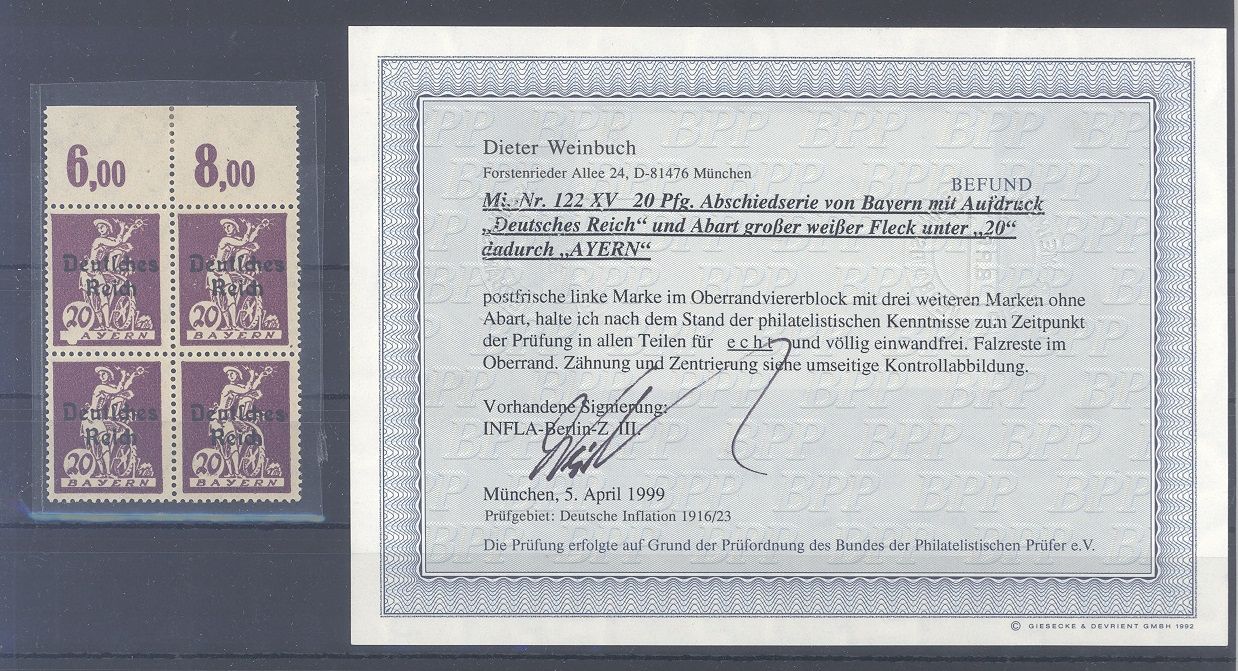 6,00 8,00
Deutsches Reich
20
AYERN
Deutsches Reich
20
BAYERN
Deutsches Reich
20
BAYERN
Deutsches Reich
20
BAYERN
Dieter Weinbuch
Forstenrieder Allee 24, D-81476 München
BEFUND
Mi. Nr. 122 XV 20 Pfg. Abschiedserie von Bayern mit Aufdruck
„Deutsches Reich“ und Abart großer weißer Fleck unter „20“
dadurch „AYERN“
postfrische linke Marke im Oberrandviererblock mit drei weiteren Marken ohne
Abart, halte ich nach dem Stand der philatelistischen Kenntnisse zum Zeitpunkt
der Prüfung in allen Teilen für echt und völlig einwandfrei. Falzreste im
Oberrand. Zähnung und Zentrierung siehe umseitige Kontrollabbildung.
Vorhandene Signierung:
INFLA-Berlin-Z III.
München, 5. April 1999
Prüfgebiet: Deutsche Inflation 1916/23
Die Prüfung erfolgte auf Grund der Prüfordnung des Bundes der Philatelistischen Prüfer e.V.
© GIESECKE & DEVRIENT GMBH 1992